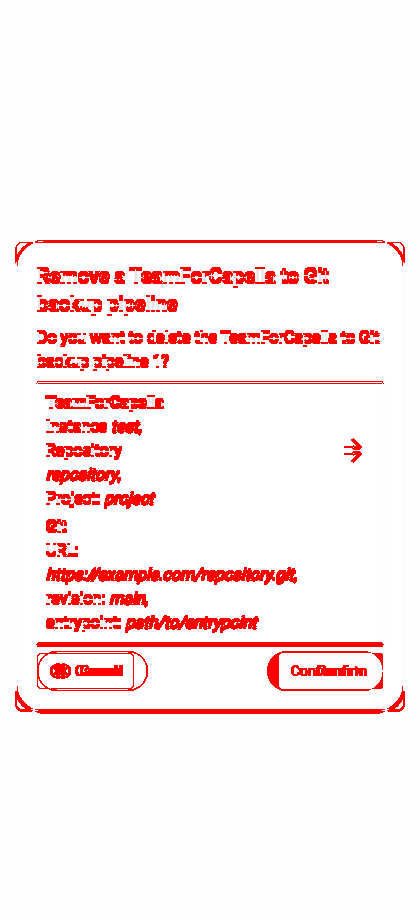 Remove a TeamForCapella to Git
backup pipeline
Do you want to delete the TeamForCapella to Git
backup pipeline 1?
TeamForCapella
Instance test,
Repository
repository,
Project: project
Git
URL:
https://example.com/repository.git,
revision: main,
entrypoint: path/to/entrypoint
Cancel Confirm